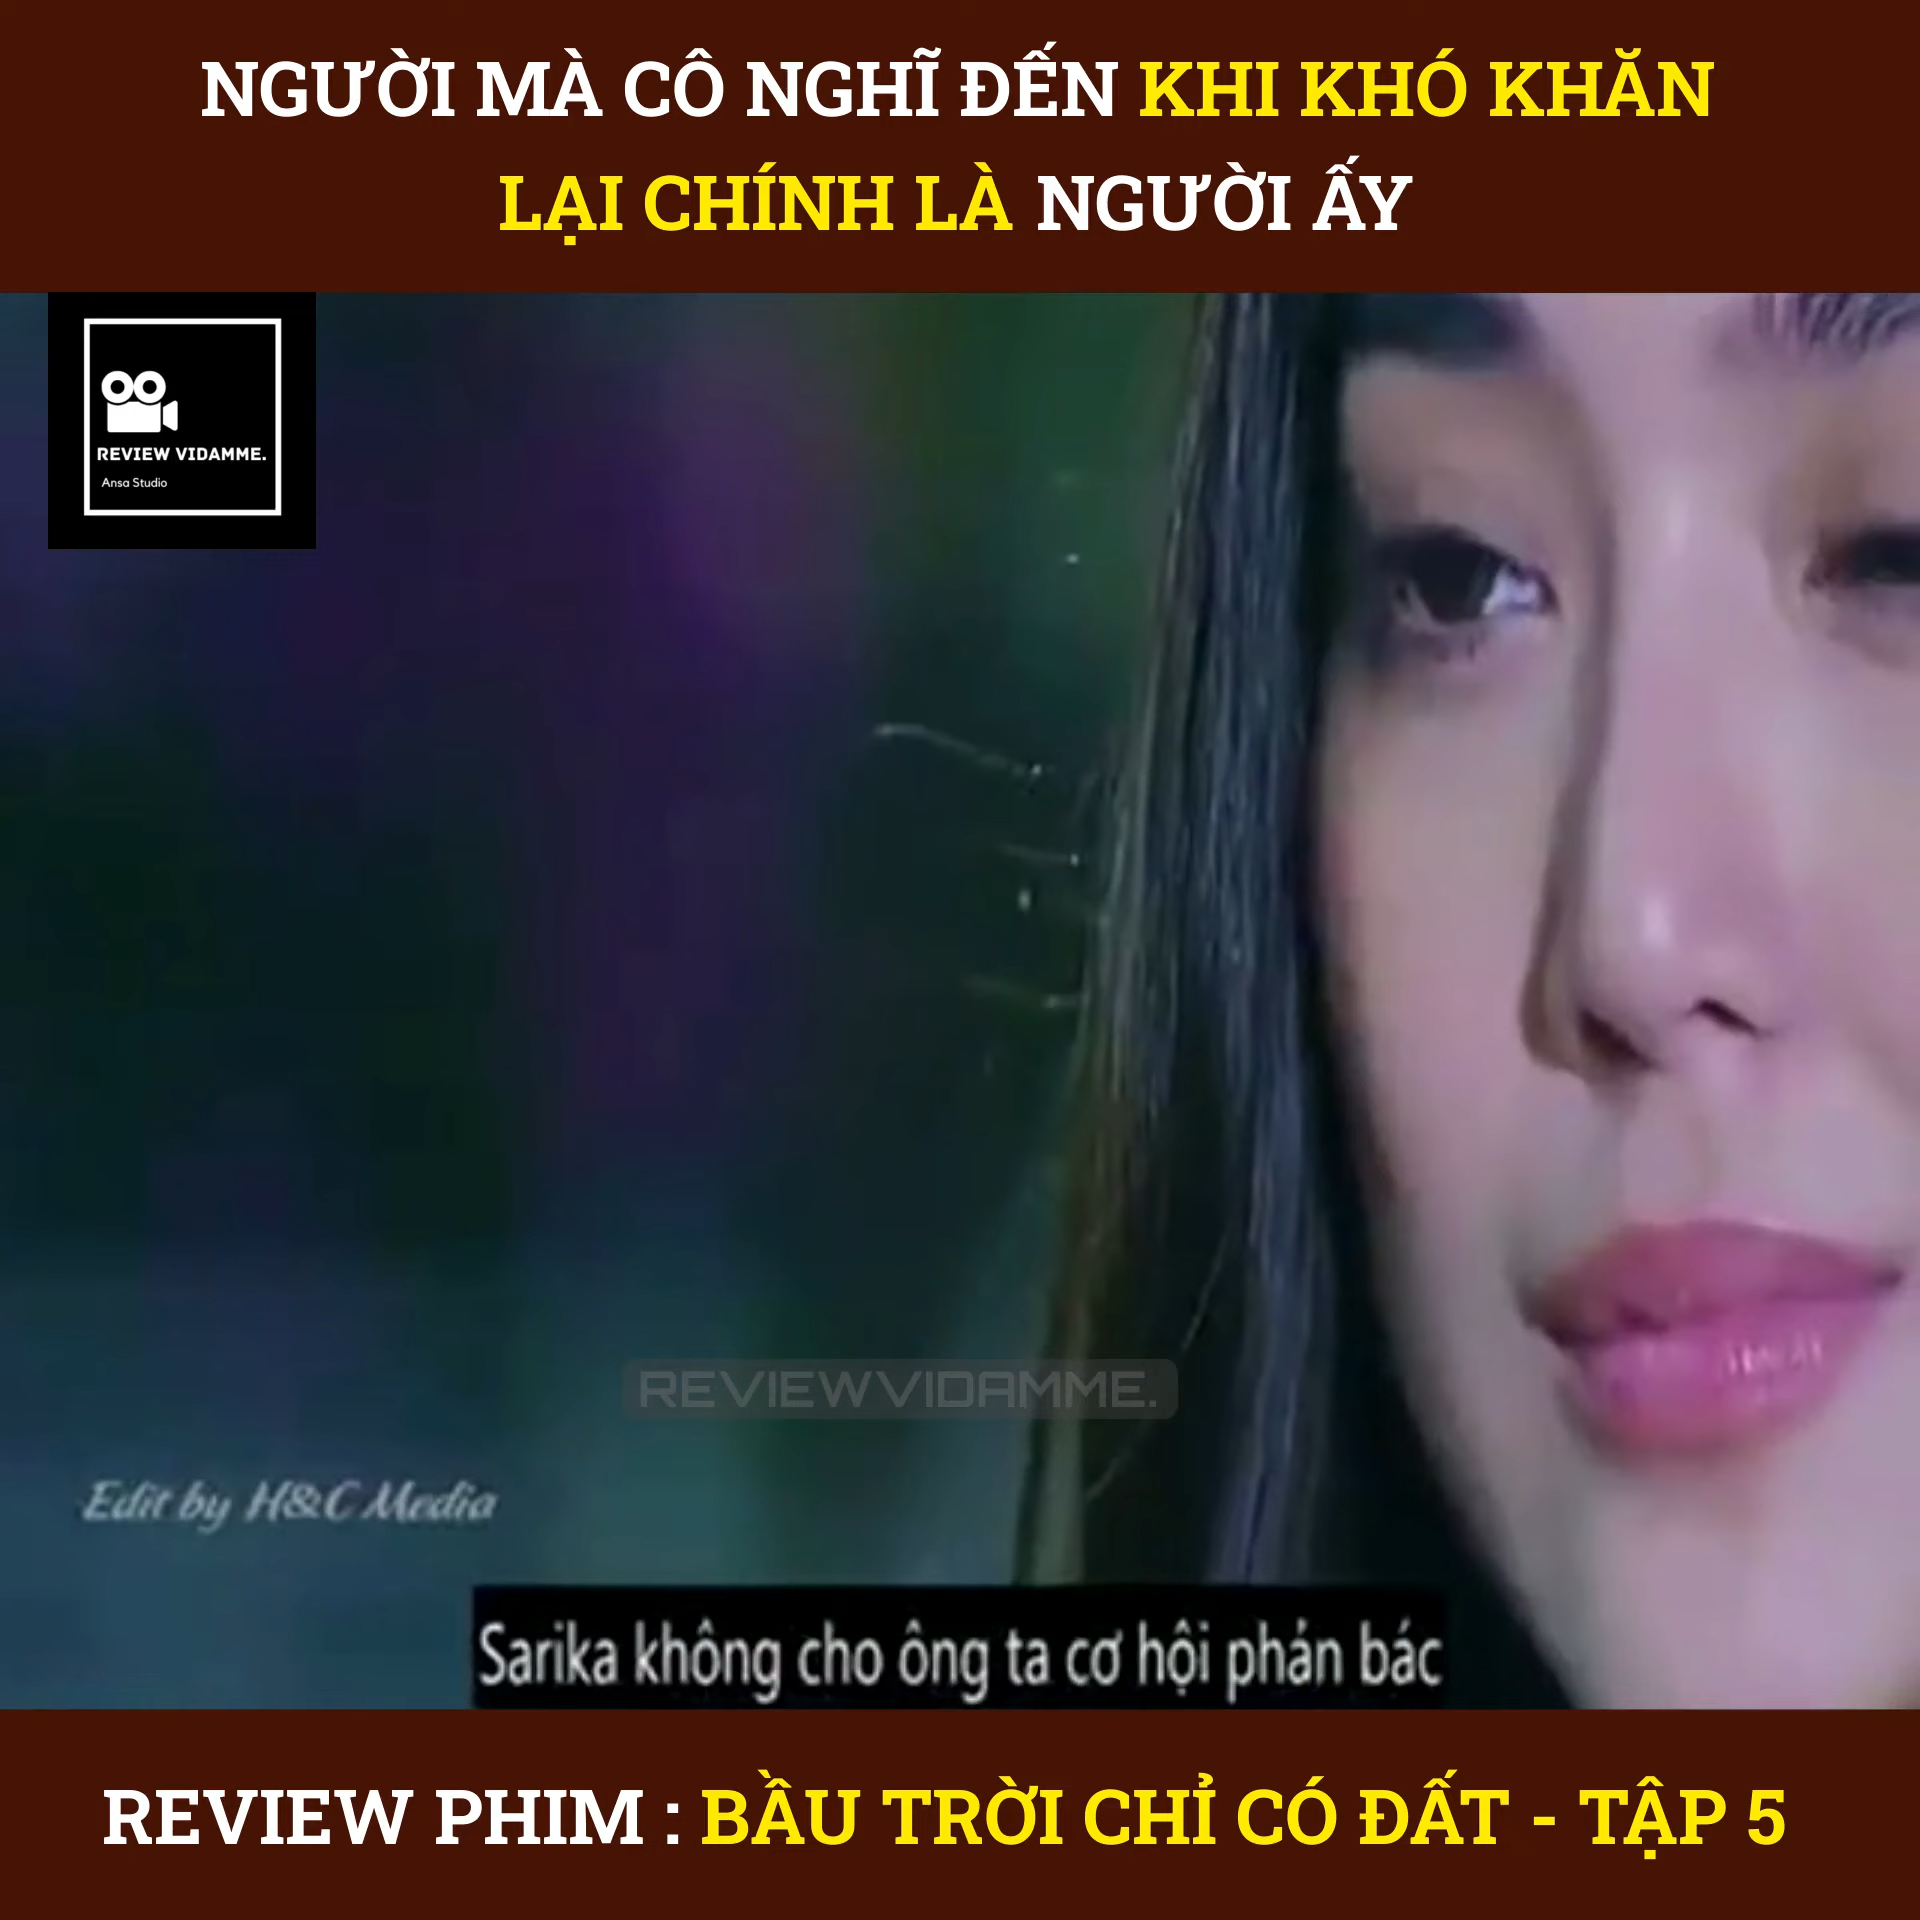 NGƯỜI MÀ CÔ NGHĨ ĐẾN KHI KHÓ KHĂN
LẠI CHÍNH LÀ NGƯỜI ẤY
REVIEW VIDAMME.
Ansa Studio
REVIEWVIDAMME.
Edit by H&C Media
Sarika không cho ông ta cơ hội phản bác
REVIEW PHIM : BẦU TRỜI CHỈ CÓ ĐẤT - TẬP 5